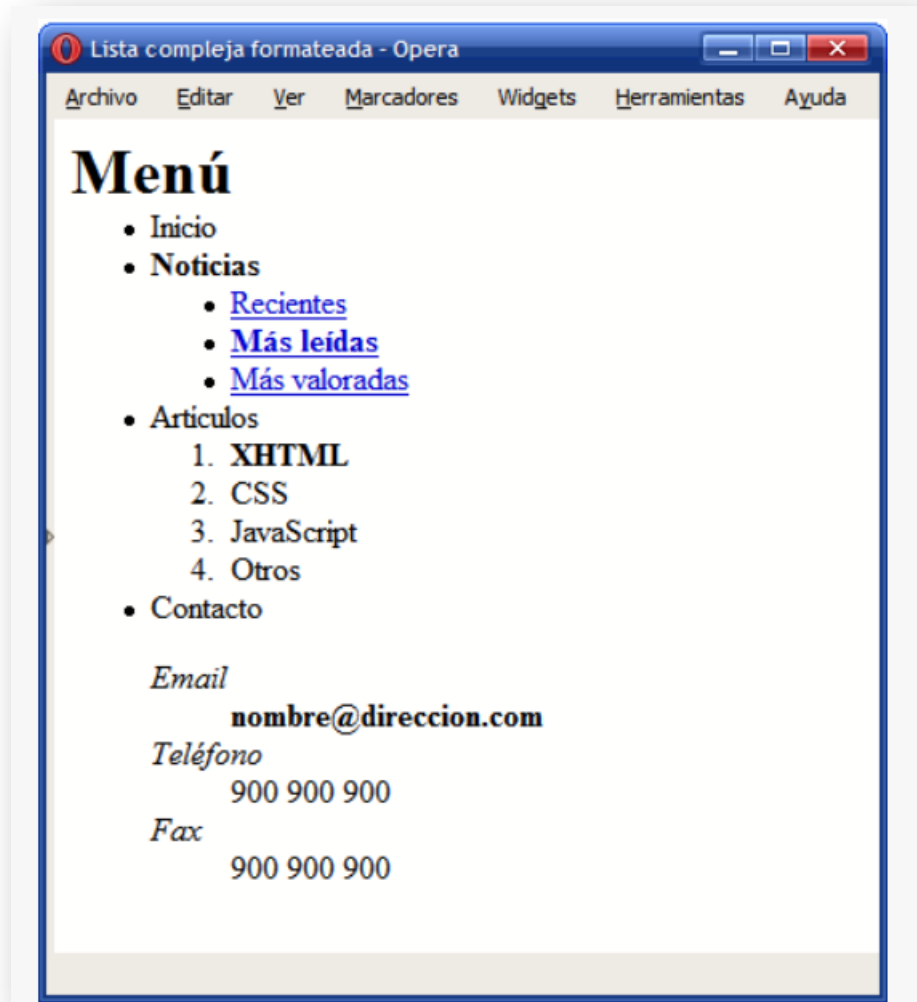 Lista compleja formateada - Opera
Archivo Editar Ver Marcadores Widgets Herramientas Ayuda
Menú
• Inicio
• Noticias
• Recientes
• Más leídas
• Más valoradas
• Articulos
1. XHTML
2. CSS
3. JavaScript
4. Otros
• Contacto
Email
nombre@direccion.com
Teléfono
900 900 900
Fax
900 900 900